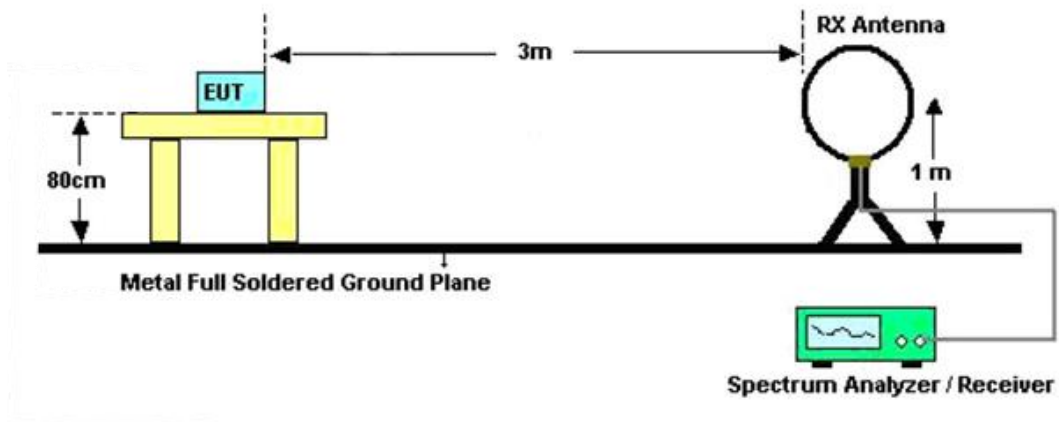 RX Antenna
3m
EUT
80cm
1 m
Metal Full Soldered Ground Plane
Spectrum Analyzer / Receiver